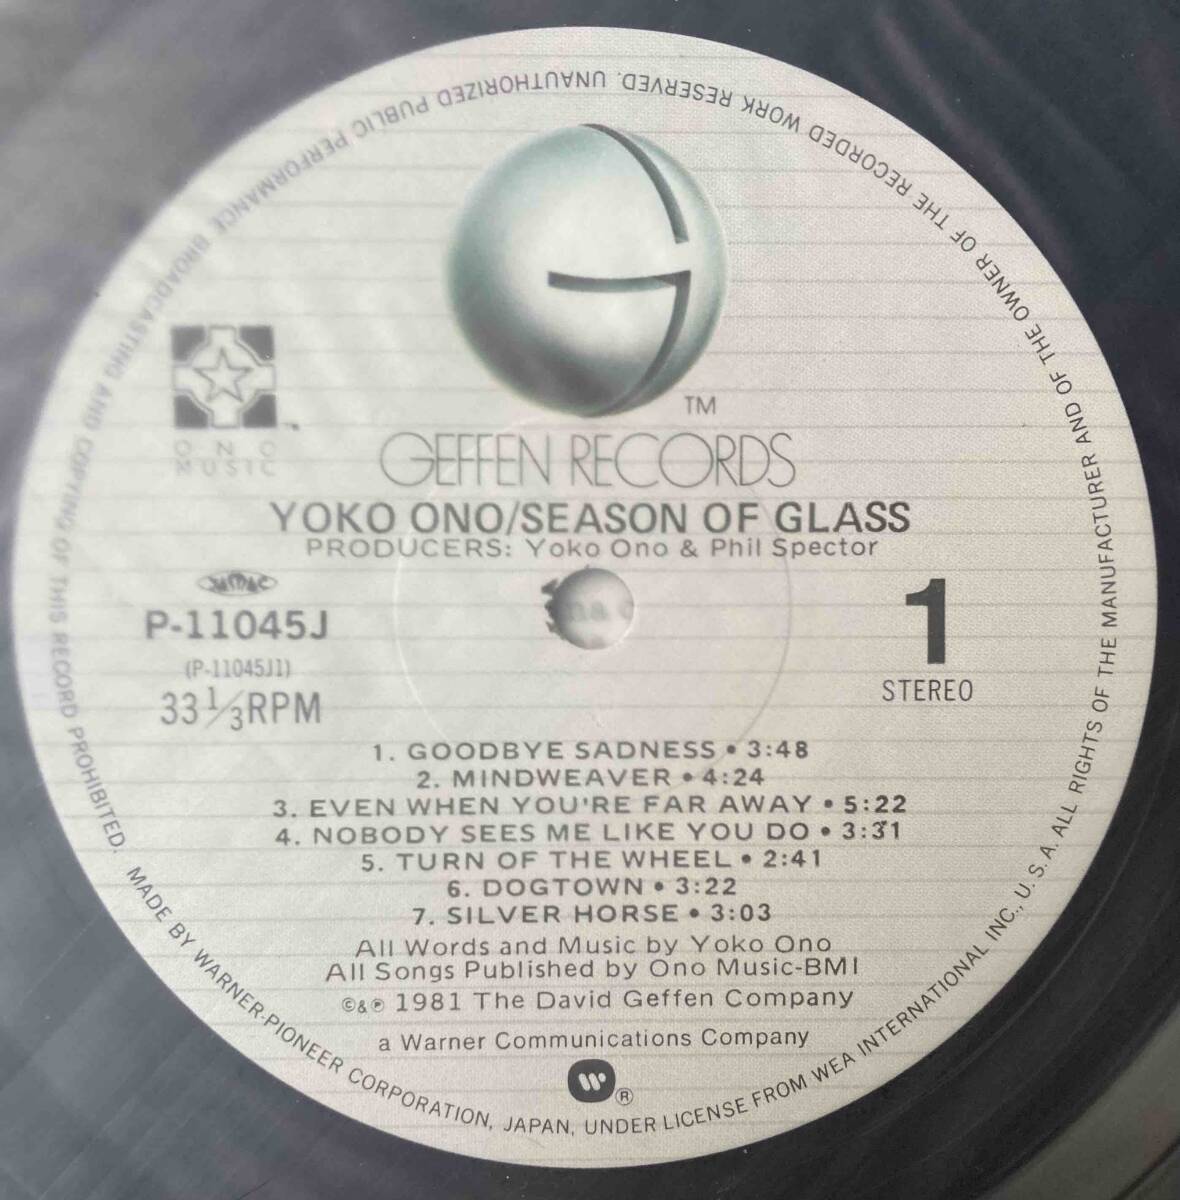 TM
GEFFEN RECORDS
ONO
MUSIC
YOKO ONO/SEASON OF GLASS
PRODUCERS: Yoko Ono & Phil Spector
P-11045J
(P-11045J1)
33 1/3 RPM
1
STEREO
1. GOODBYE SADNESS • 3:48
2. MINDWEAVER • 4:24
3. EVEN WHEN YOU'RE FAR AWAY • 5:22
4. NOBODY SEES ME LIKE YOU DO • 3:31
5. TURN OF THE WHEEL • 2:41
6. DOGTOWN • 3:22
7. SILVER HORSE • 3:03
All Words and Music by Yoko Ono
All Songs Published by Ono Music-BMI
©&℗ 1981 The David Geffen Company
a Warner Communications Company
®
MADE BY WARNER-PIONEER CORPORATION, JAPAN, UNDER LICENSE FROM WEA INTERNATIONAL INC., U.S.A. ALL RIGHTS OF THE MANUFACTURER AND OF THE OWNER OF THE RECORDED WORK RESERVED. UNAUTHORIZED PUBLIC PERFORMANCE BROADCASTING AND COPYING OF THIS RECORD PROHIBITED.